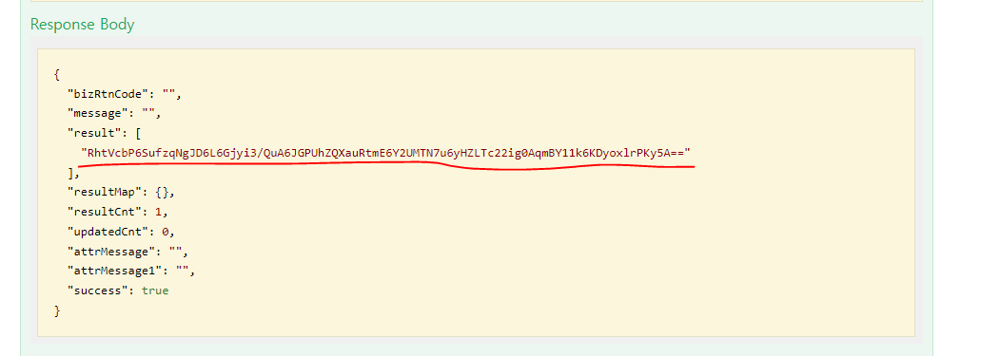 Response Body
{
"bizRtnCode": "",
"message": "",
"result": [
"RhtVcbP6SufzqNgJD6L6Gjyi3/QuA6JGPUhZQXauRtmE6Y2UMTN7u6yHZLTc22ig0AqmBY11k6KDyoxlrPKy5A=="
],
"resultMap": {},
"resultCnt": 1,
"updatedCnt": 0,
"attrMessage": "",
"attrMessage1": "",
"success": true
}